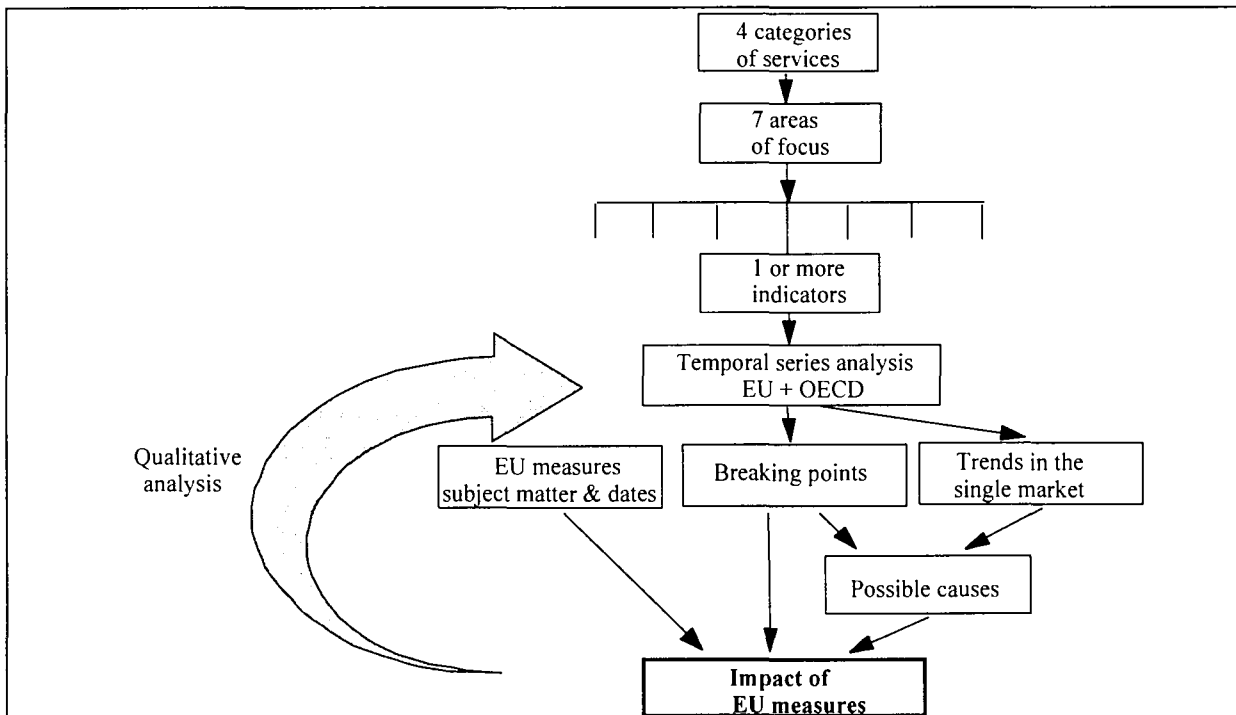 4 categories
of services
7 areas
of focus
1 or more
indicators
Temporal series analysis
EU + OECD
Qualitative
analysis
EU measures
subject matter & dates
Breaking points
Trends in the
single market
Possible causes
Impact of
EU measures